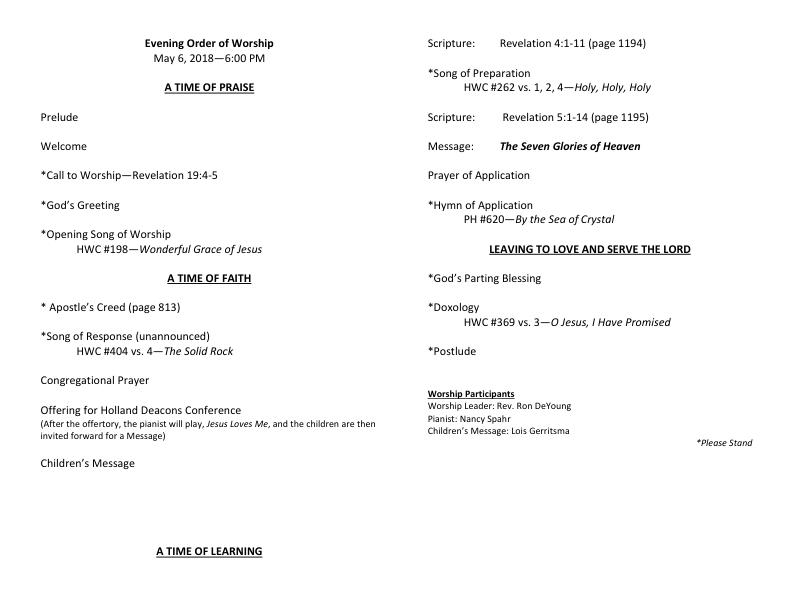 Evening Order of Worship
May 6, 2018—6:00 PM
A TIME OF PRAISE
Prelude
Welcome
*Call to Worship—Revelation 19:4-5
*God’s Greeting
*Opening Song of Worship
HWC #198—Wonderful Grace of Jesus
A TIME OF FAITH
* Apostle’s Creed (page 813)
*Song of Response (unannounced)
HWC #404 vs. 4—The Solid Rock
Congregational Prayer
Offering for Holland Deacons Conference
(After the offertory, the pianist will play, Jesus Loves Me, and the children are then
invited forward for a Message)
Children’s Message
A TIME OF LEARNING
Scripture: Revelation 4:1-11 (page 1194)
*Song of Preparation
HWC #262 vs. 1, 2, 4—Holy, Holy, Holy
Scripture: Revelation 5:1-14 (page 1195)
Message: The Seven Glories of Heaven
Prayer of Application
*Hymn of Application
PH #620—By the Sea of Crystal
LEAVING TO LOVE AND SERVE THE LORD
*God’s Parting Blessing
*Doxology
HWC #369 vs. 3—O Jesus, I Have Promised
*Postlude
Worship Participants
Worship Leader: Rev. Ron DeYoung
Pianist: Nancy Spahr
Children’s Message: Lois Gerritsma
*Please Stand